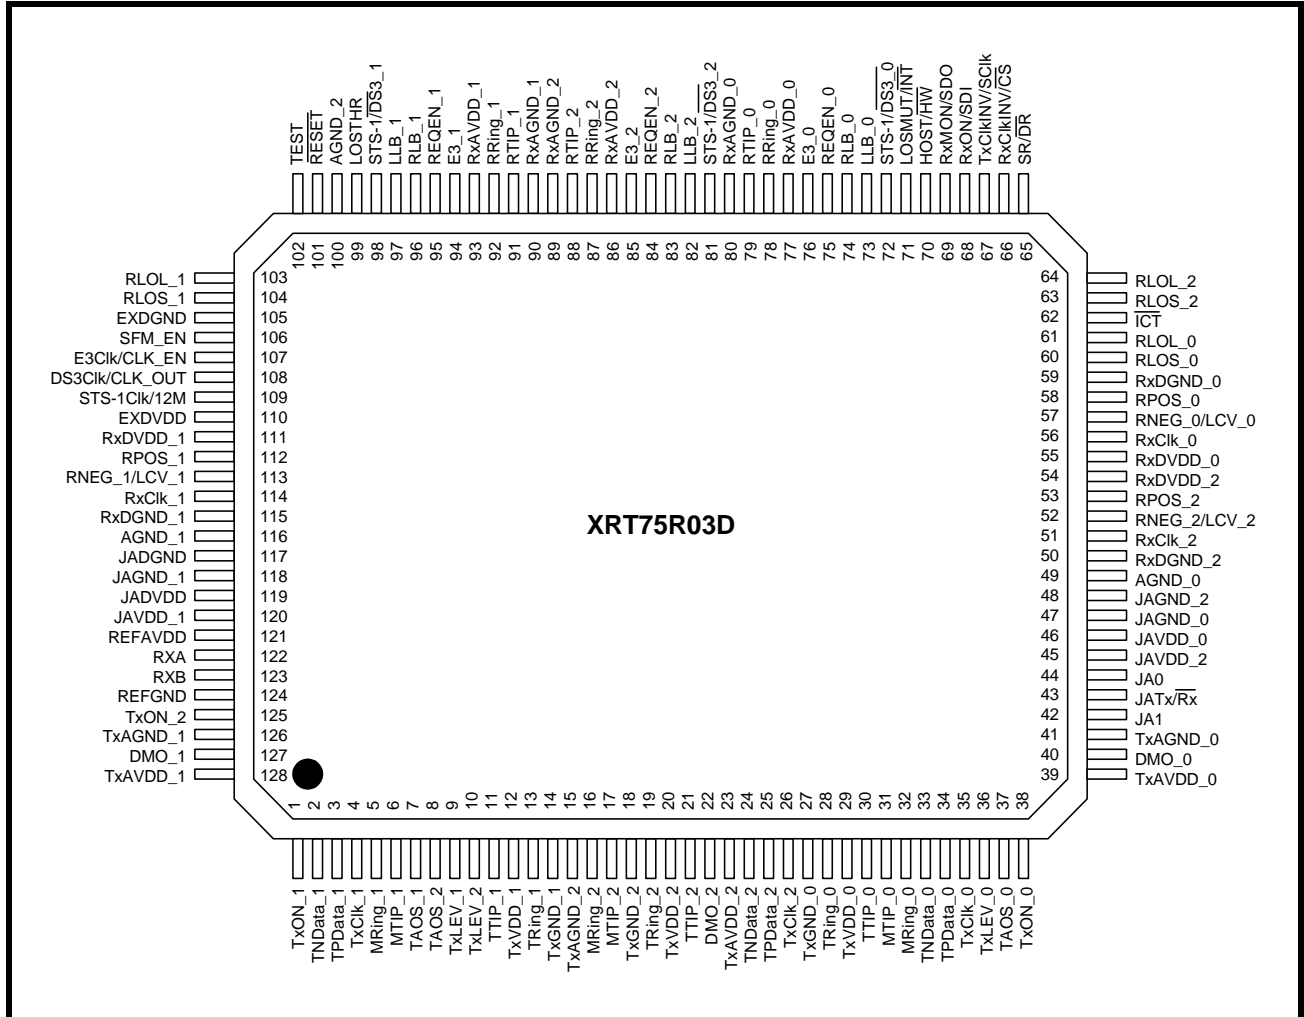 TEST
RESET
AGND_2
LOSTHR
STS-1/DS3_1
LLB_1
RLB_1
REQEN_1
E3_1
RxAVDD_1
RRing_1
RTIP_1
RxAGND_1
RxAGND_2
RTIP_2
RRing_2
RxAVDD_2
E3_2
REQEN_2
RLB_2
LLB_2
STS-1/DS3_2
RxAGND_0
RTIP_0
RRing_0
RxAVDD_0
E3_0
REQEN_0
RLB_0
LLB_0
STS-1/DS3_0
LOSMUT/INT
HOST/HW
RxMON/SDO
RxON/SDI
TxClkINV/SClk
RxClkINV/CS
SR/DR
102
101
100
99
98
97
96
95
94
93
92
91
90
89
88
87
86
85
84
83
82
81
80
79
78
77
76
75
74
73
72
71
70
69
68
67
66
65
RLOL_1 103
RLOS_1 104
EXDGND 105
SFM_EN 106
E3Clk/CLK_EN 107
DS3Clk/CLK_OUT 108
STS-1Clk/12M 109
EXDVDD 110
RxDVDD_1 111
RPOS_1 112
RNEG_1/LCV_1 113
RxClk_1 114
RxDGND_1 115
AGND_1 116
JADGND 117
JAGND_1 118
JADVDD 119
JAVDD_1 120
REFAVDD 121
RXA 122
RXB 123
REFGND 124
TxON_2 125
TxAGND_1 126
DMO_1 127
TxAVDD_1 128
XRT75R03D
64 RLOL_2
63 RLOS_2
62 ICT
61 RLOL_0
60 RLOS_0
59 RxDGND_0
58 RPOS_0
57 RNEG_0/LCV_0
56 RxClk_0
55 RxDVDD_0
54 RxDVDD_2
53 RPOS_2
52 RNEG_2/LCV_2
51 RxClk_2
50 RxDGND_2
49 AGND_0
48 JAGND_2
47 JAGND_0
46 JAVDD_0
45 JAVDD_2
44 JA0
43 JATx/Rx
42 JA1
41 TxAGND_0
40 DMO_0
39 TxAVDD_0
1
2
3
4
5
6
7
8
9
10
11
12
13
14
15
16
17
18
19
20
21
22
23
24
25
26
27
28
29
30
31
32
33
34
35
36
37
38
TxON_1
TNData_1
TPData_1
TxClk_1
MRing_1
MTIP_1
TAOS_1
TAOS_2
TxLEV_1
TxLEV_2
TTIP_1
TxVDD_1
TRing_1
TxGND_1
TxAGND_2
MRing_2
MTIP_2
TxGND_2
TRing_2
TxVDD_2
TTIP_2
DMO_2
TxAVDD_2
TNData_2
TPData_2
TxClk_2
TxGND_0
TRing_0
TxVDD_0
TTIP_0
MTIP_0
MRing_0
TNData_0
TPData_0
TxClk_0
TxLEV_0
TAOS_0
TxON_0